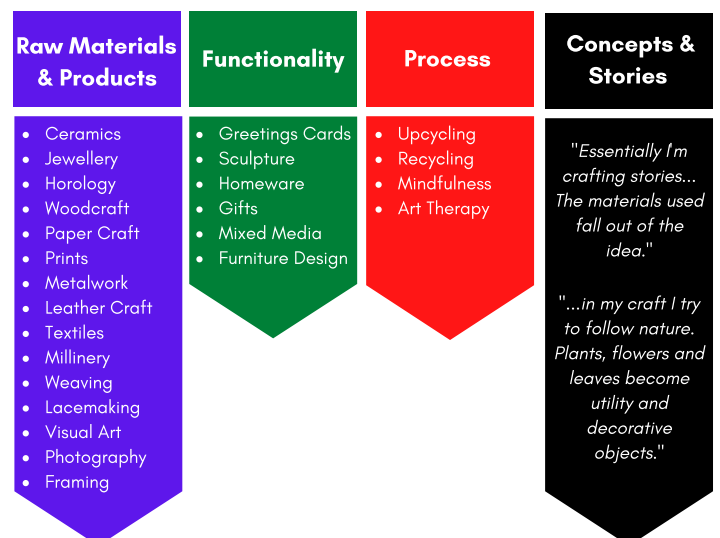 Raw Materials
& Products
Ceramics
Jewellery
Horology
Woodcraft
Paper Craft
Prints
Metalwork
Leather Craft
Textiles
Millinery
Weaving
Lacemaking
Visual Art
Photography
Framing
Functionality
Greetings Cards
Sculpture
Homeware
Gifts
Mixed Media
Furniture Design
Process
Upcycling
Recycling
Mindfulness
Art Therapy
Concepts &
Stories
"Essentially I'm
crafting stories...
The materials used
fall out of the
idea."
"...in my craft I try
to follow nature.
Plants, flowers and
leaves become
utility and
decorative
objects."